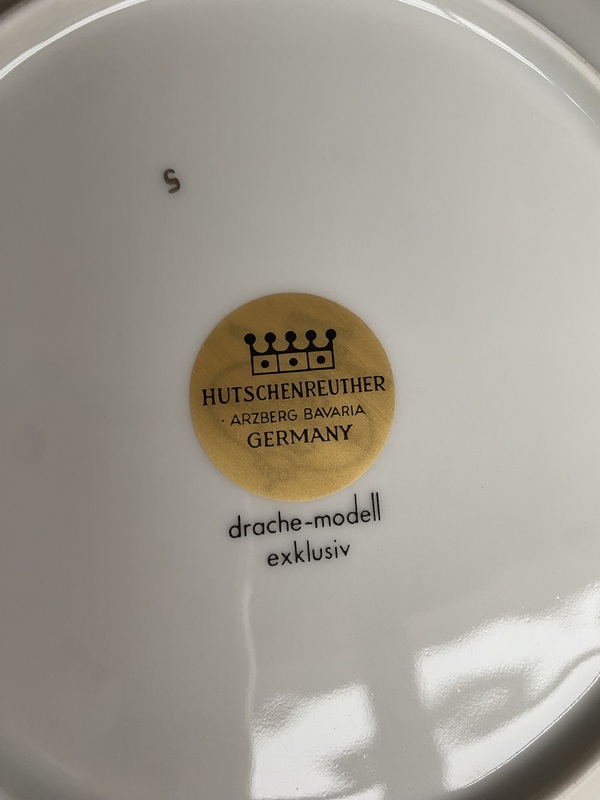 S
HUTSCHENREUTHER
· ARZBERG BAVARIA
GERMANY
drache-modell
exklusiv